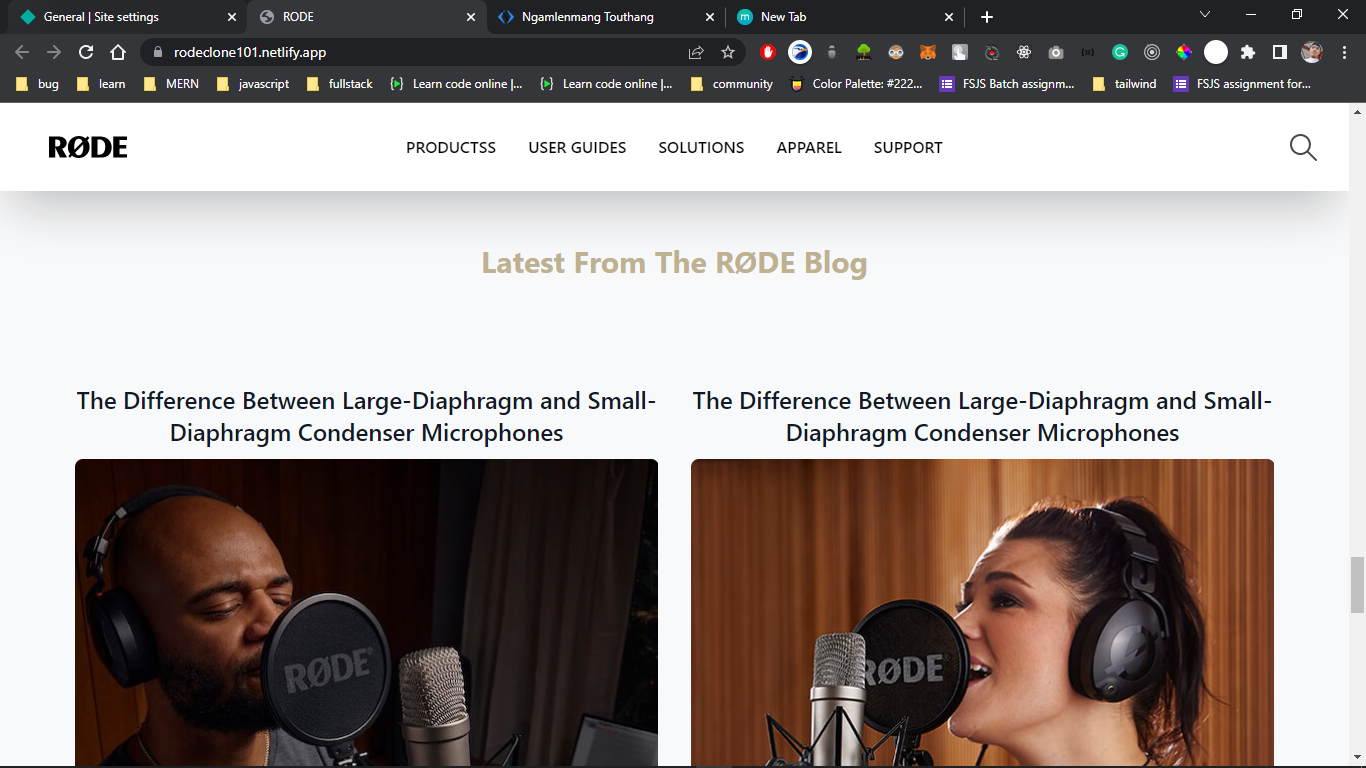 General | Site settings
RODE
Ngamlenmang Touthang
m
New Tab
rodeclone101.netlify.app
bug
learn
MERN
javascript
fullstack
Learn code online |...
Learn code online |...
community
Color Palette: #222...
FSJS Batch assignm...
tailwind
FSJS assignment for...
RØDE
PRODUCTSS
USER GUIDES
SOLUTIONS
APPAREL
SUPPORT
Latest From The RØDE Blog
The Difference Between Large-Diaphragm and Small-
Diaphragm Condenser Microphones
The Difference Between Large-Diaphragm and Small-
Diaphragm Condenser Microphones
RØDE
RØDE